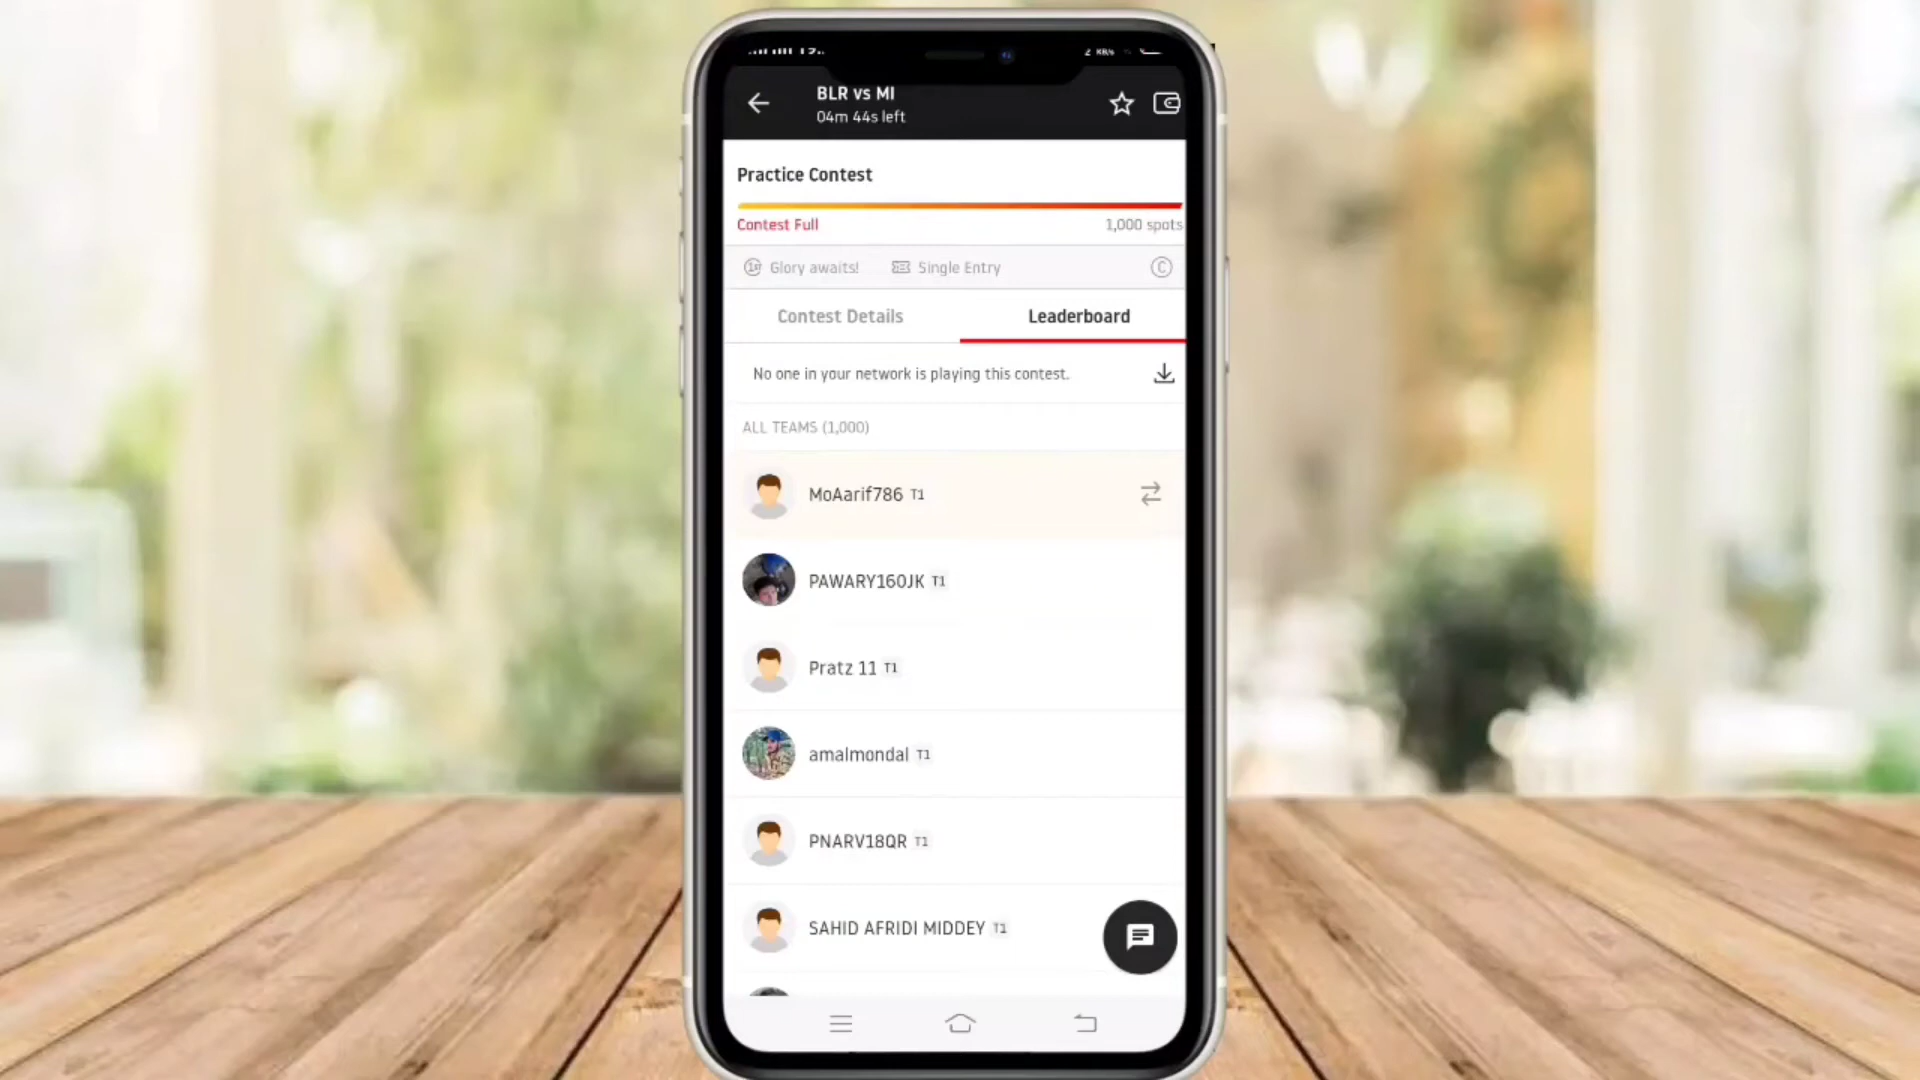 BLR vs MI
04m 44s left
Practice Contest
Contest Full
1,000 spots
Glory awaits!
Single Entry
Contest Details
Leaderboard
No one in your network is playing this contest.
ALL TEAMS (1,000)
MoAarif786 T1
PAWARY160JK T1
Pratz 11 T1
amalmondal T1
PNARV18QR T1
SAHID AFRIDI MIDDEY T1